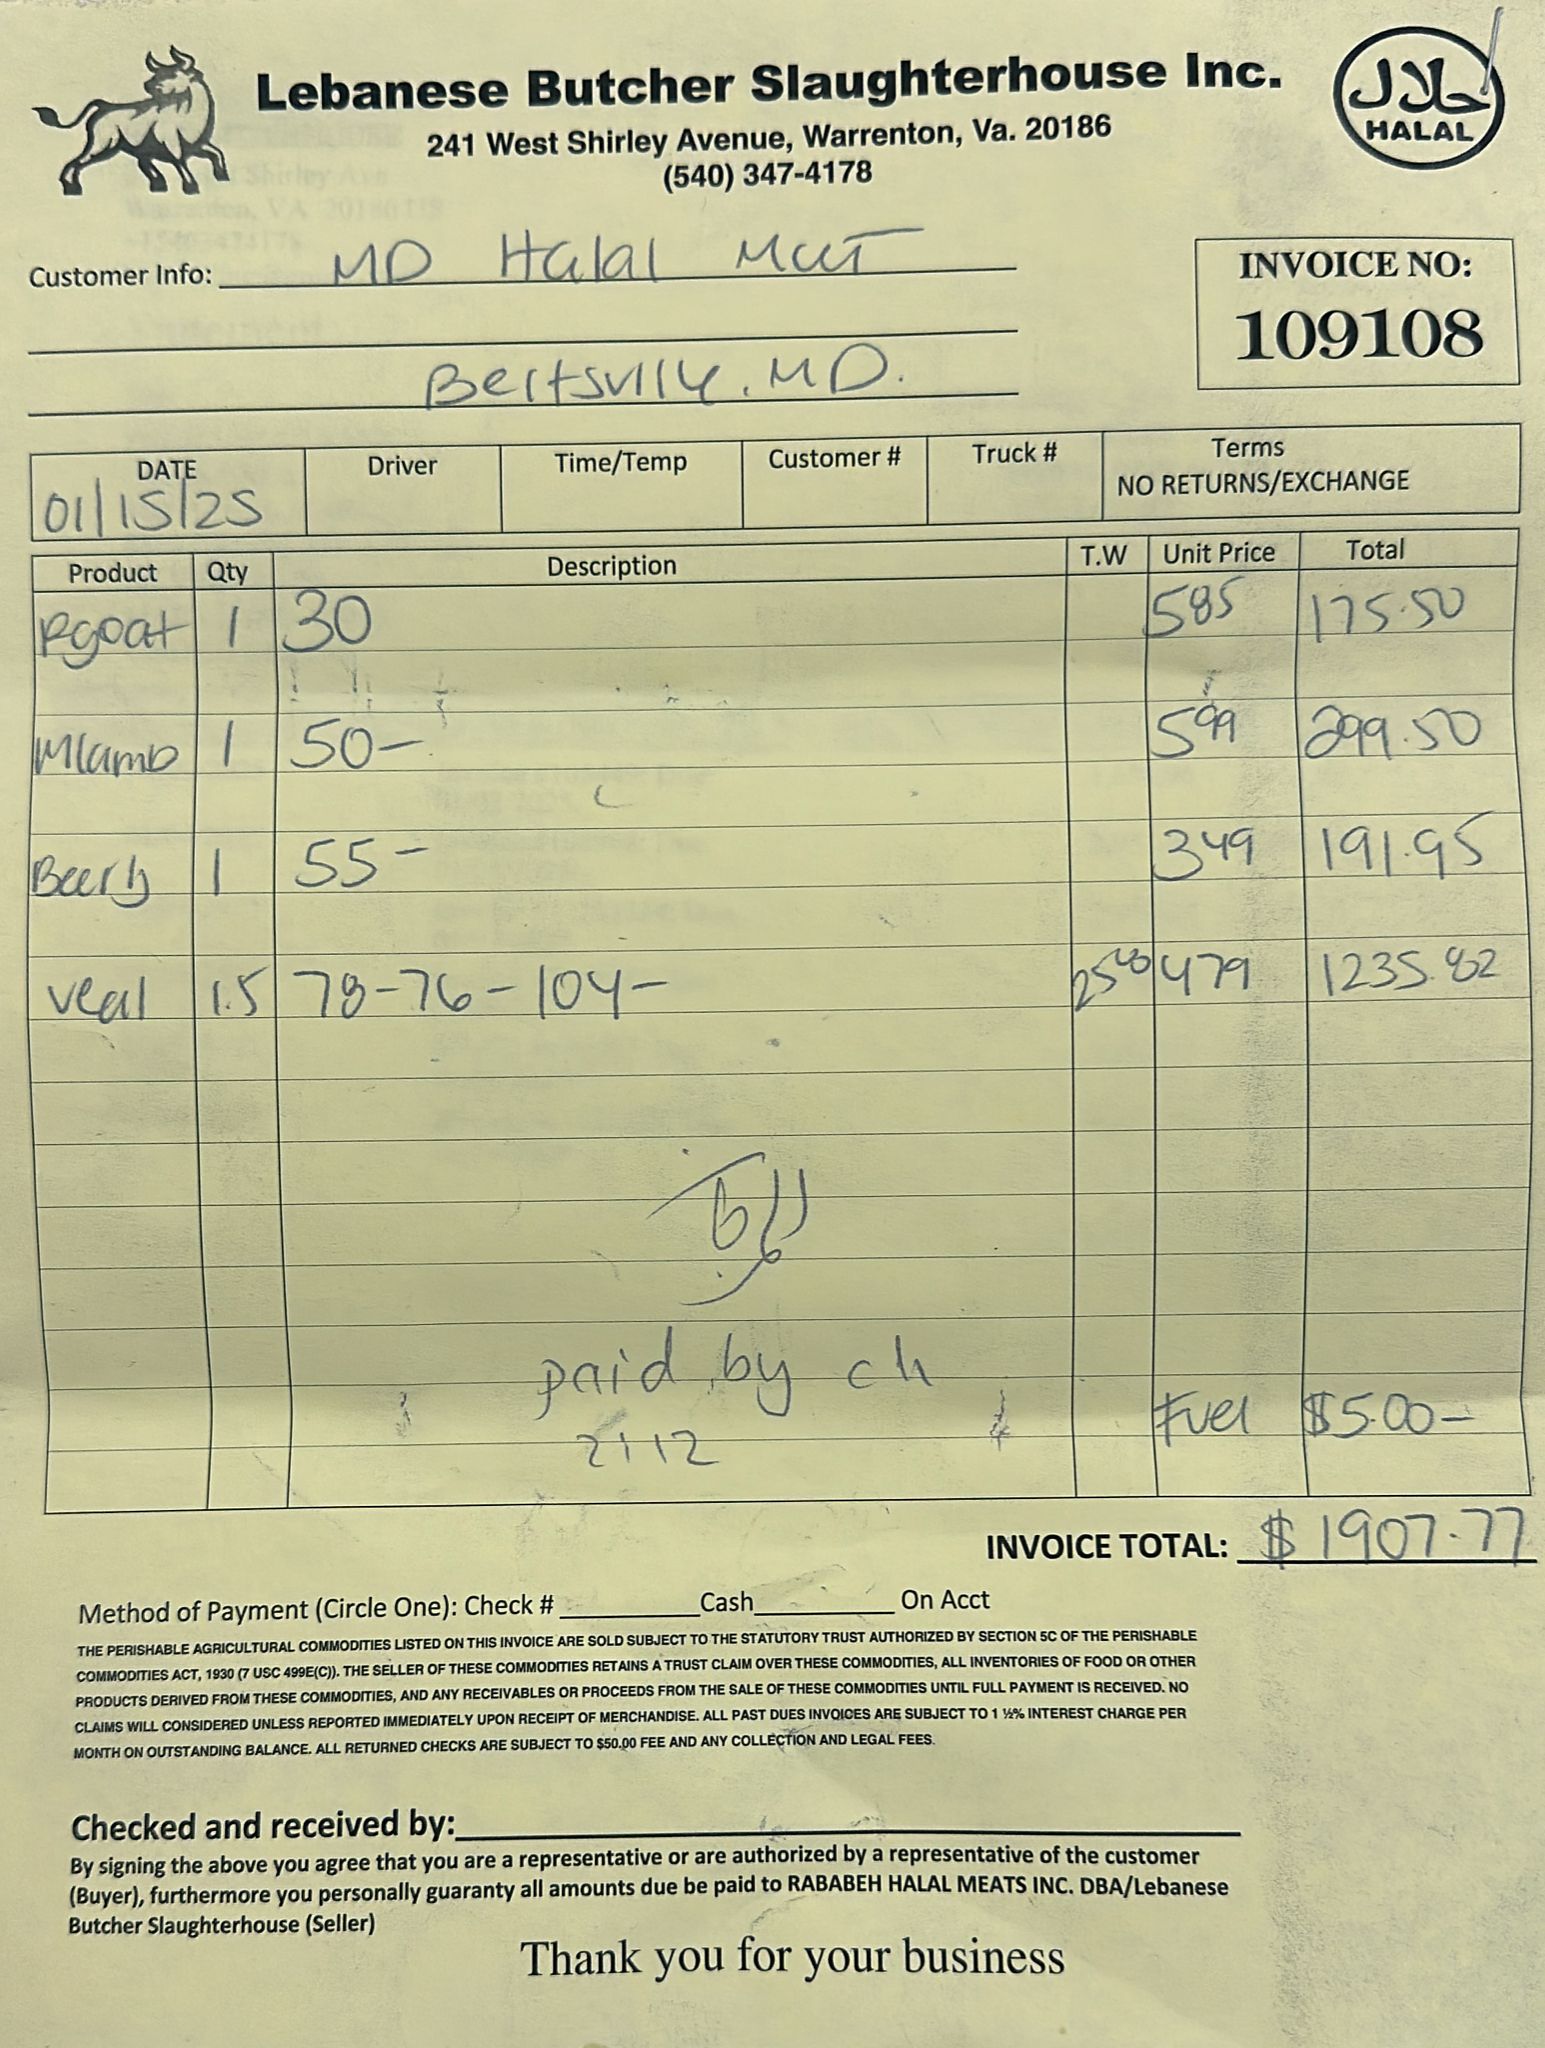 Lebanese Butcher Slaughterhouse Inc.
حلال
HALAL
241 West Shirley Avenue, Warrenton, Va. 20186
(540) 347-4178
Customer Info: MD Halal Meet
INVOICE NO:
109108
Beltsville. MD.
DATE Driver Time/Temp Customer # Truck # Terms
01/15/25 NO RETURNS/EXCHANGE
Product Qty Description T.W Unit Price Total
Rgoat 1 30 585 175.50
Mlamb 1 50- 599 299.50
1 55- 349 191.95
veal 1.5 78-76-104- 258 479 1235.82
paid by ch
2112
Fuel $5.00-
INVOICE TOTAL: $1907.77
Method of Payment (Circle One): Check # Cash On Acct
THE PERISHABLE AGRICULTURAL COMMODITIES LISTED ON THIS INVOICE ARE SOLD SUBJECT TO THE STATUTORY TRUST AUTHORIZED BY SECTION 5C OF THE PERISHABLE
COMMODITIES ACT, 1930 (7 USC 499E(C)). THE SELLER OF THESE COMMODITIES RETAINS A TRUST CLAIM OVER THESE COMMODITIES, ALL INVENTORIES OF FOOD OR OTHER
PRODUCTS DERIVED FROM THESE COMMODITIES, AND ANY RECEIVABLES OR PROCEEDS FROM THE SALE OF THESE COMMODITIES UNTIL FULL PAYMENT IS RECEIVED. NO
CLAIMS WILL CONSIDERED UNLESS REPORTED IMMEDIATELY UPON RECEIPT OF MERCHANDISE. ALL PAST DUES INVOICES ARE SUBJECT TO 1 ½% INTEREST CHARGE PER
MONTH ON OUTSTANDING BALANCE. ALL RETURNED CHECKS ARE SUBJECT TO $50.00 FEE AND ANY COLLECTION AND LEGAL FEES.
Checked and received by:
By signing the above you agree that you are a representative or are authorized by a representative of the customer
(Buyer), furthermore you personally guaranty all amounts due be paid to RABABEH HALAL MEATS INC. DBA/Lebanese
Butcher Slaughterhouse (Seller)
Thank you for your business